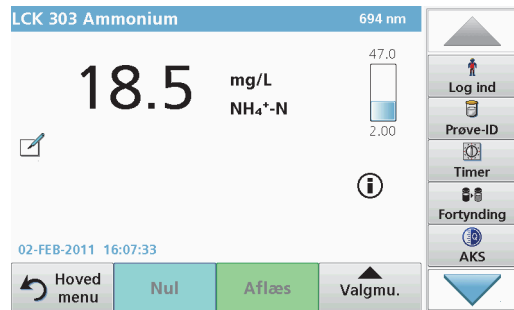 LCK 303 Ammonium 694 nm
47.0
18.5 mg/L
NH₄⁺-N
2.00
02-FEB-2011 16:07:33
Hoved
menu
Nul
Aflæs
Valgmu.
Log ind
Prøve-ID
Timer
Fortynding
AKS